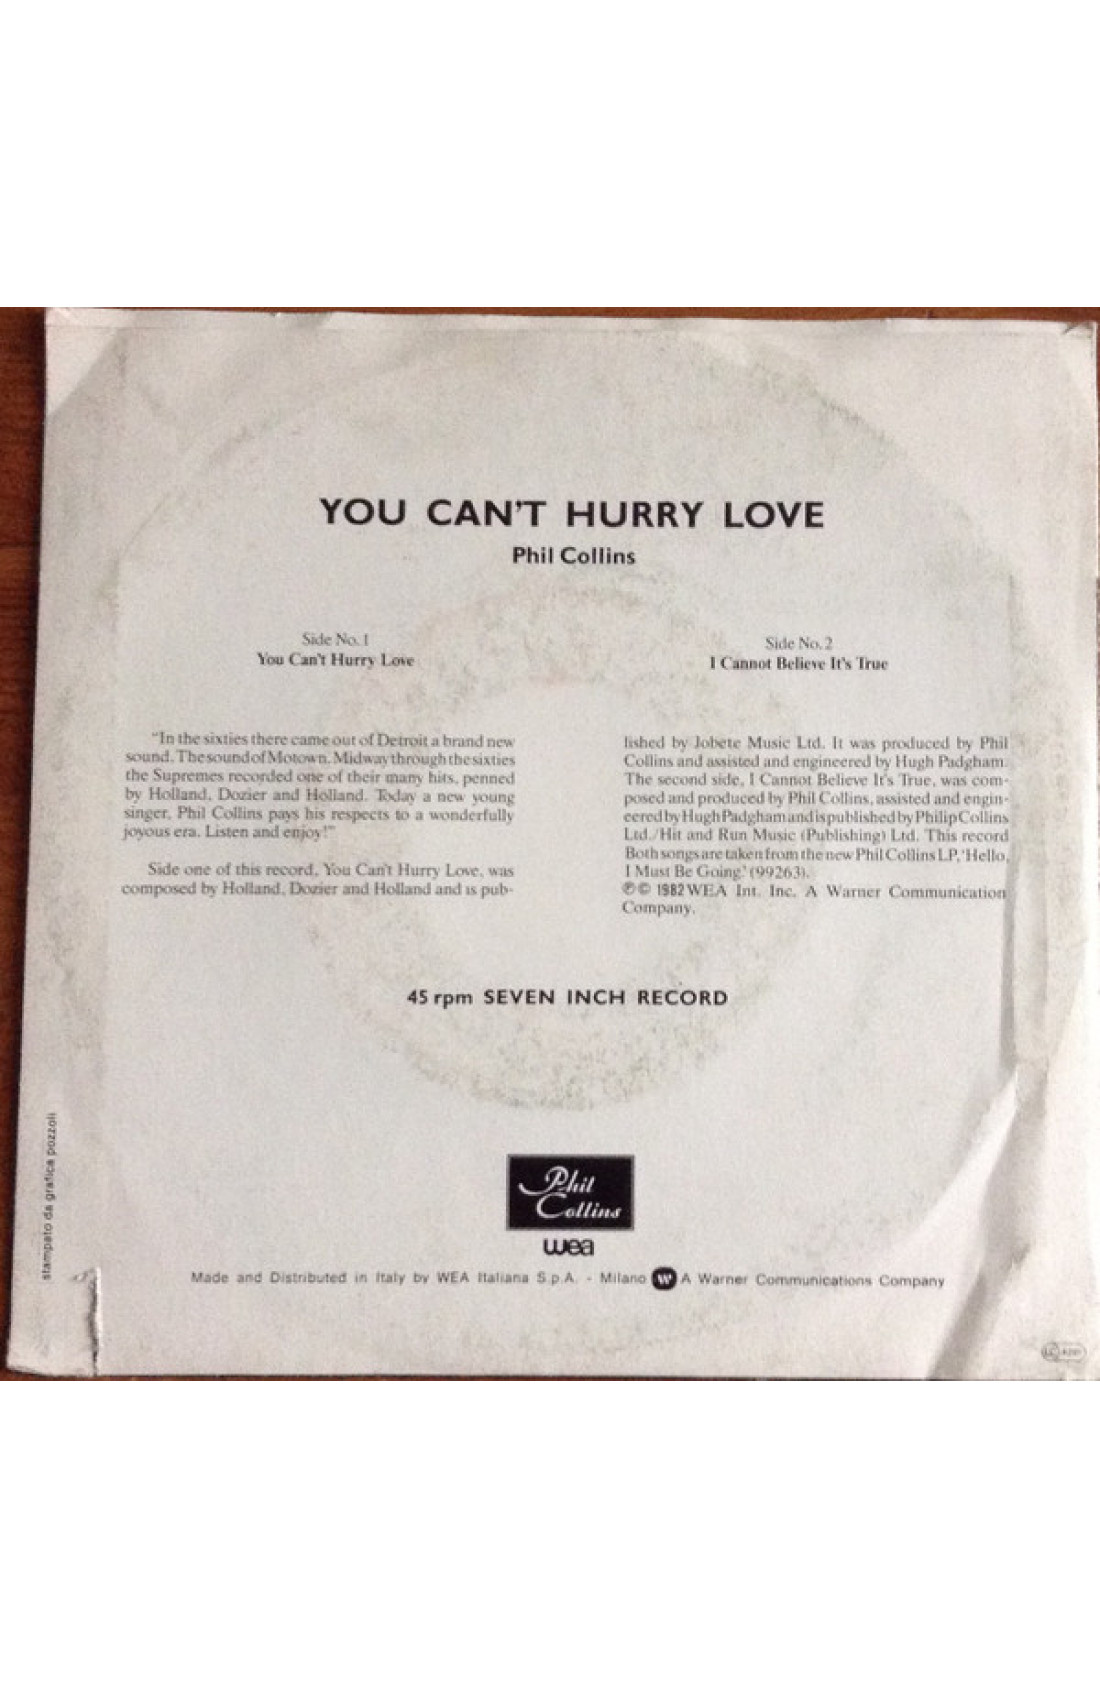 YOU CAN'T HURRY LOVE
Phil Collins
Side No. 1
You Can't Hurry Love
Side No. 2
I Cannot Believe It's True
"In the sixties there came out of Detroit a brand new
sound. The sound of Motown. Midway through the sixties
the Supremes recorded one of their many hits, penned
by Holland, Dozier and Holland. Today a new young
singer, Phil Collins pays his respects to a wonderfully
joyous era. Listen and enjoy!"
Side one of this record, You Can't Hurry Love, was
composed by Holland, Dozier and Holland and is pub-
lished by Jobete Music Ltd. It was produced by Phil
Collins and assisted and engineered by Hugh Padgham.
The second side, I Cannot Believe It's True, was com-
posed and produced by Phil Collins, assisted and engin-
eered by Hugh Padgham and is published by Philip Collins
Ltd./Hit and Run Music (Publishing) Ltd. This record
Both songs are taken from the new Phil Collins LP, 'Hello,
I Must Be Going.' (99263).
℗ © 1982 WEA Int. Inc. A Warner Communication
Company.
45 rpm SEVEN INCH RECORD
stampato da grafica pozzoli
Phil
Collins
wea
Made and Distributed in Italy by WEA Italiana S.p.A. - Milano W A Warner Communications Company
LC